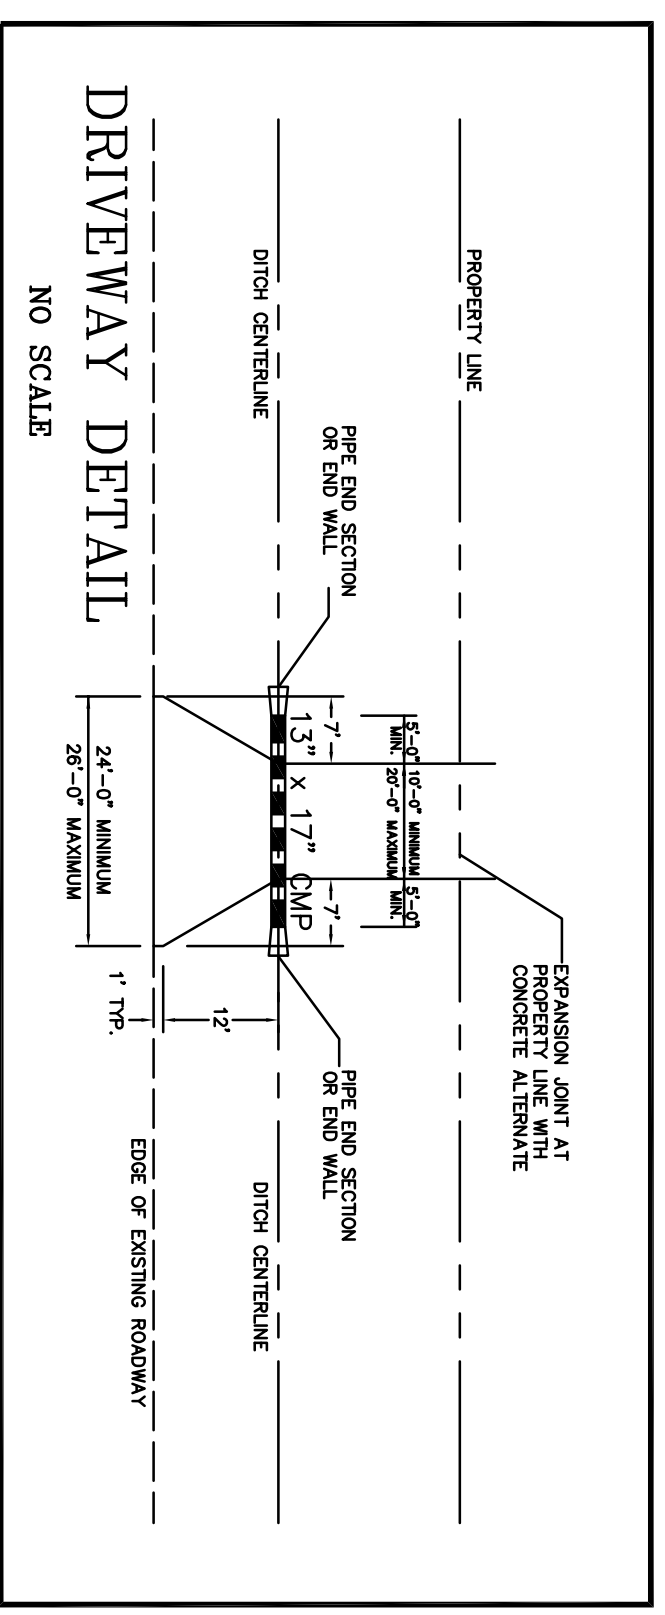 PROPERTY LINE
EXPANSION JOINT AT
PROPERTY LINE WITH
CONCRETE ALTERNATE
5'-0"
MIN.
10'-0" MINIMUM
20'-0" MAXIMUM
5'-0"
MIN.
PIPE END SECTION
OR END WALL
7'
7'
PIPE END SECTION
OR END WALL
13" x 17" CMP
DITCH CENTERLINE
DITCH CENTERLINE
12'
1' TYP.
EDGE OF EXISTING ROADWAY
24'-0" MINIMUM
26'-0" MAXIMUM
DRIVEWAY DETAIL
NO SCALE